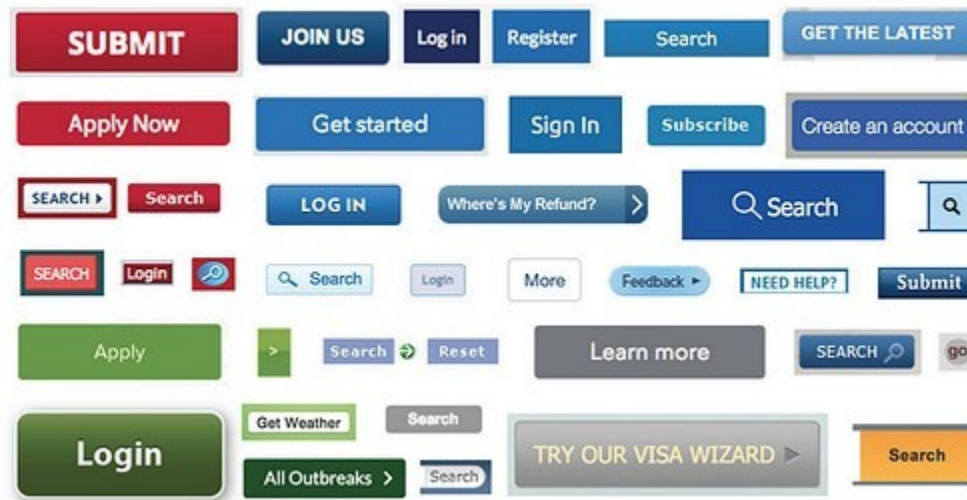 SUBMIT
JOIN US
Log in
Register
Search
GET THE LATEST
Apply Now
Get started
Sign In
Subscribe
Create an account
SEARCH
Search
LOG IN
Where's My Refund?
Search
SEARCH
Login
Search
Login
More
Feedback
NEED HELP?
Submit
Apply
>
Search
Reset
Learn more
SEARCH
go
Login
Get Weather
Search
TRY OUR VISA WIZARD
Search
All Outbreaks >
Search